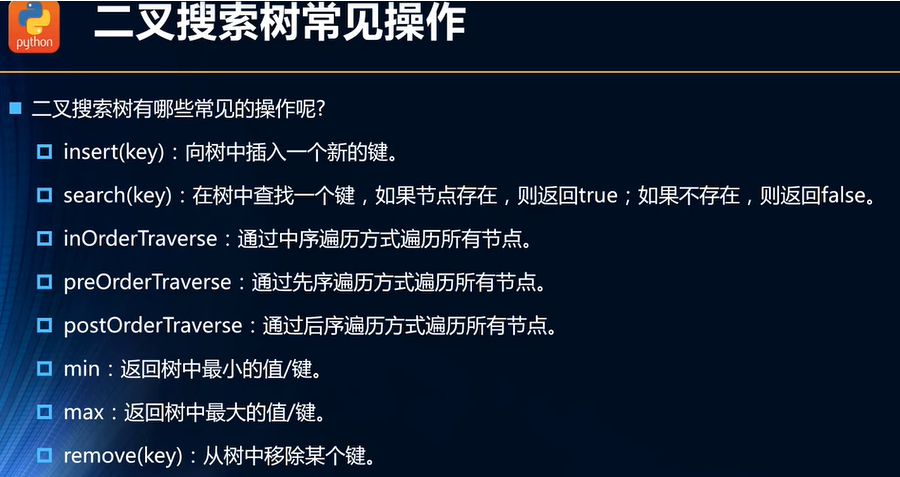 python
二叉搜索树常见操作
二叉搜索树有哪些常见的操作呢?
insert(key)：向树中插入一个新的键。
search(key)：在树中查找一个键，如果节点存在，则返回true；如果不存在，则返回false。
inOrderTraverse：通过中序遍历方式遍历所有节点。
preOrderTraverse：通过先序遍历方式遍历所有节点。
postOrderTraverse：通过后序遍历方式遍历所有节点。
min：返回树中最小的值/键。
max：返回树中最大的值/键。
remove(key)：从树中移除某个键。